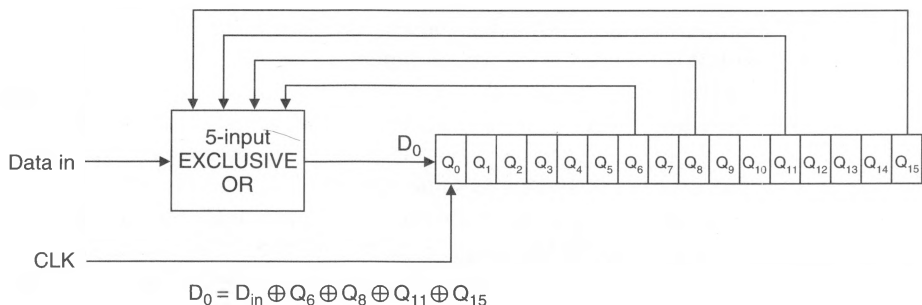 5-input
EXCLUSIVE
OR
Data in
D₀
Q₀ Q₁ Q₂ Q₃ Q₄ Q₅ Q₆ Q₇ Q₈ Q₉ Q₁₀ Q₁₁ Q₁₂ Q₁₃ Q₁₄ Q₁₅
CLK
D₀ = Dᵢₙ ⊕ Q₆ ⊕ Q₈ ⊕ Q₁₁ ⊕ Q₁₅